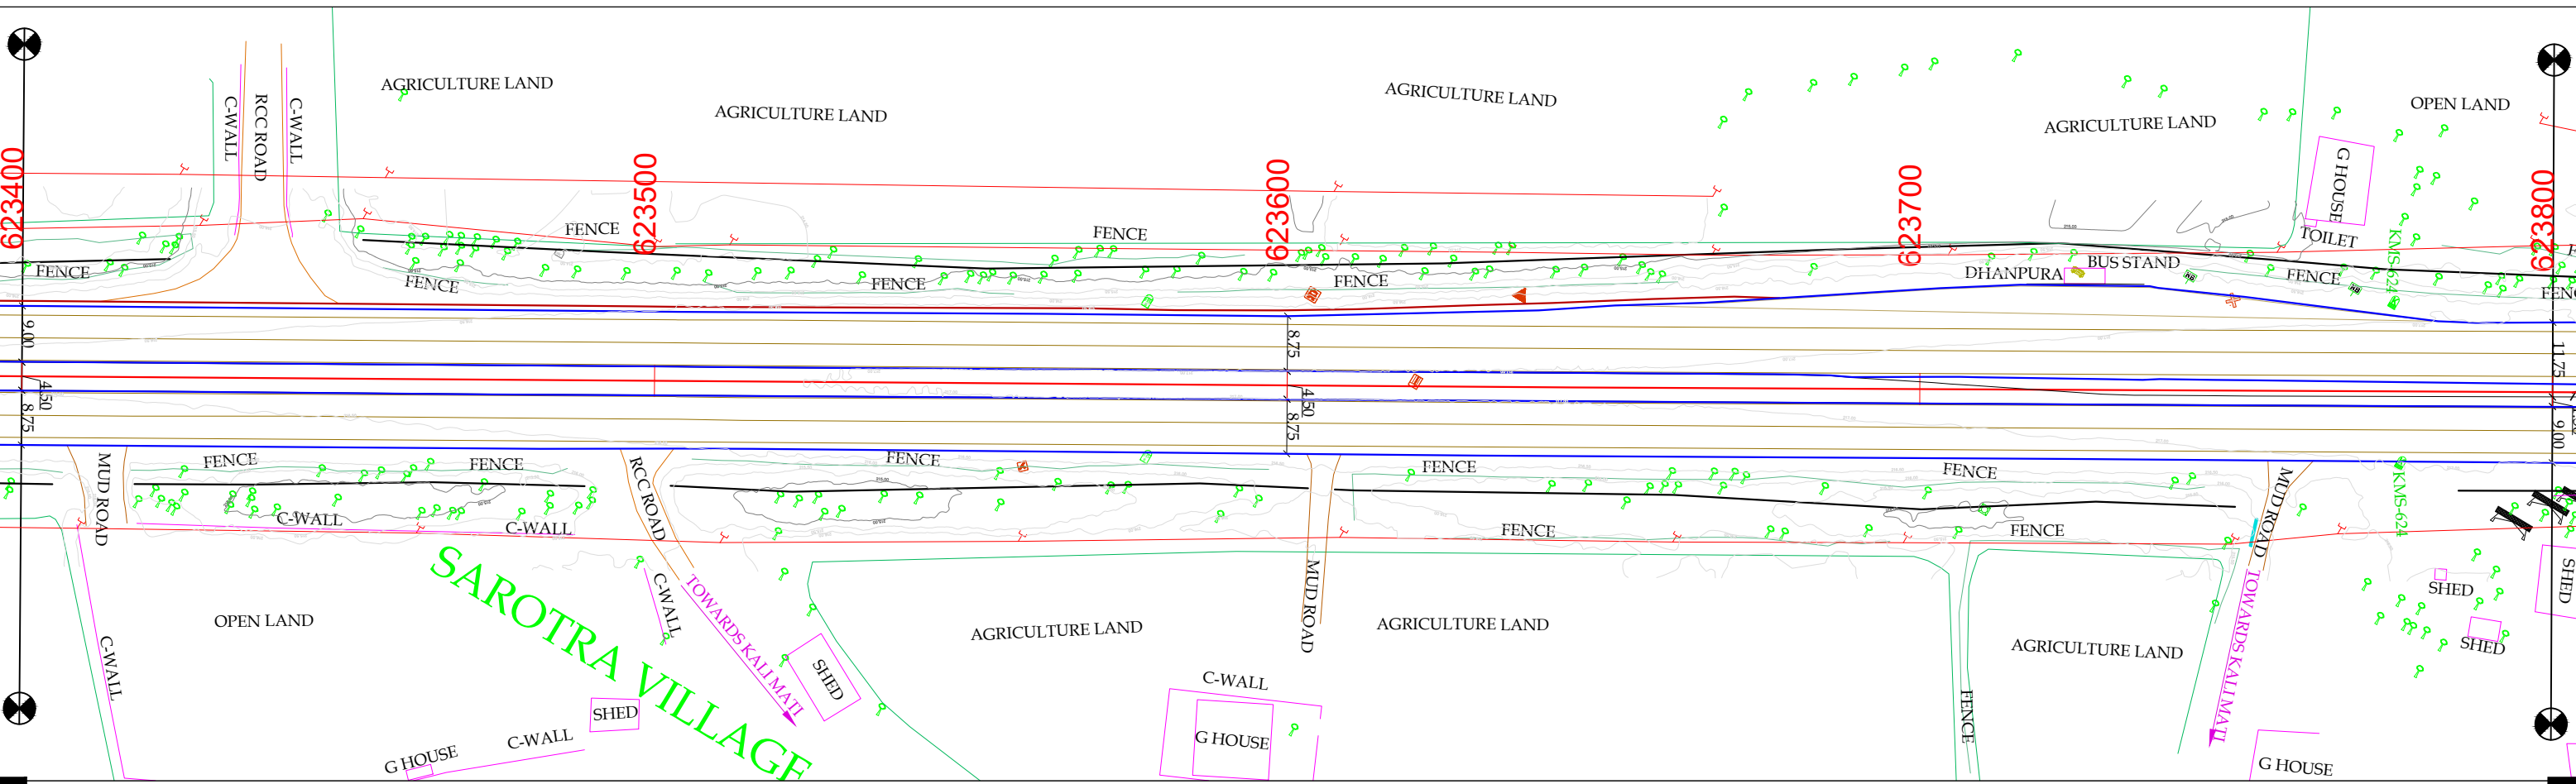 AGRICULTURE LAND
AGRICULTURE LAND
AGRICULTURE LAND
AGRICULTURE LAND
OPEN LAND
C-WALL
RCC ROAD
C-WALL
G HOUSE
TOILET
623400
623500
623600
623700
623800
KMS-624
FENCE
FENCE
FENCE
FENCE
FENCE
FENCE
DHANPURA
BUS STAND
FENCE
9.00
8.75
11.75
4.50
4.50
8.75
8.75
9.00
MUD ROAD
FENCE
FENCE
RCC ROAD
FENCE
FENCE
FENCE
MUD ROAD
KMS-624
C-WALL
C-WALL
FENCE
FENCE
SAROTRA VILLAGE
C-WALL
TOWARDS KALI MATI
MUD ROAD
TOWARDS KALI MATI
SHED
SHED
SHED
OPEN LAND
AGRICULTURE LAND
AGRICULTURE LAND
AGRICULTURE LAND
C-WALL
SHED
SHED
C-WALL
G HOUSE
C-WALL
G HOUSE
FENCE
G HOUSE